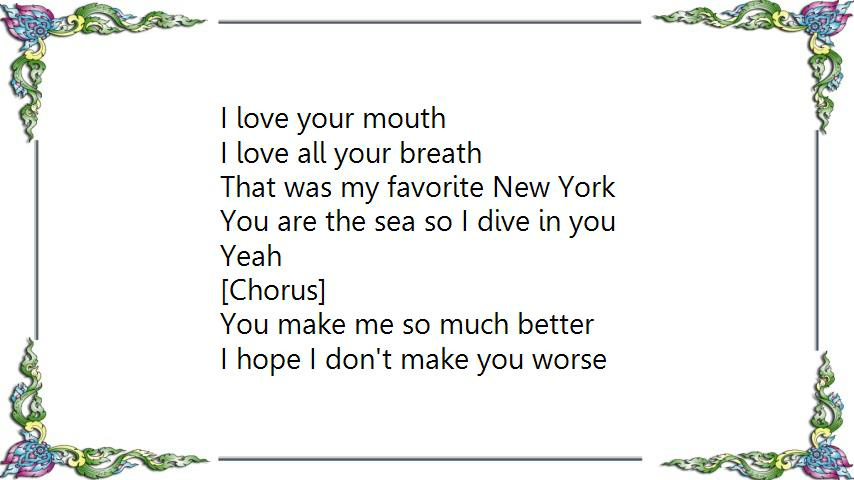 I love your mouth
I love all your breath
That was my favorite New York
You are the sea so I dive in you
Yeah
[Chorus]
You make me so much better
I hope I don't make you worse